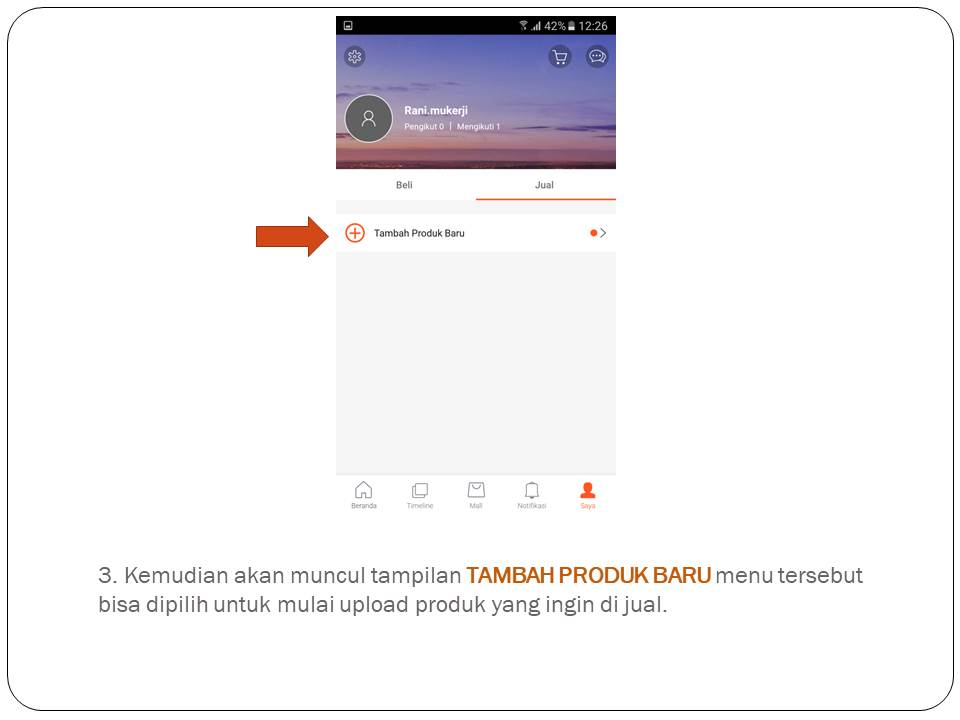 42% 12:26
Rani.mukerji
Pengikut 0 | Mengikuti 1
Beli Jual
Tambah Produk Baru
Beranda Timeline Mall Notifikasi Saya
3. Kemudian akan muncul tampilan TAMBAH PRODUK BARU menu tersebut
bisa dipilih untuk mulai upload produk yang ingin di jual.